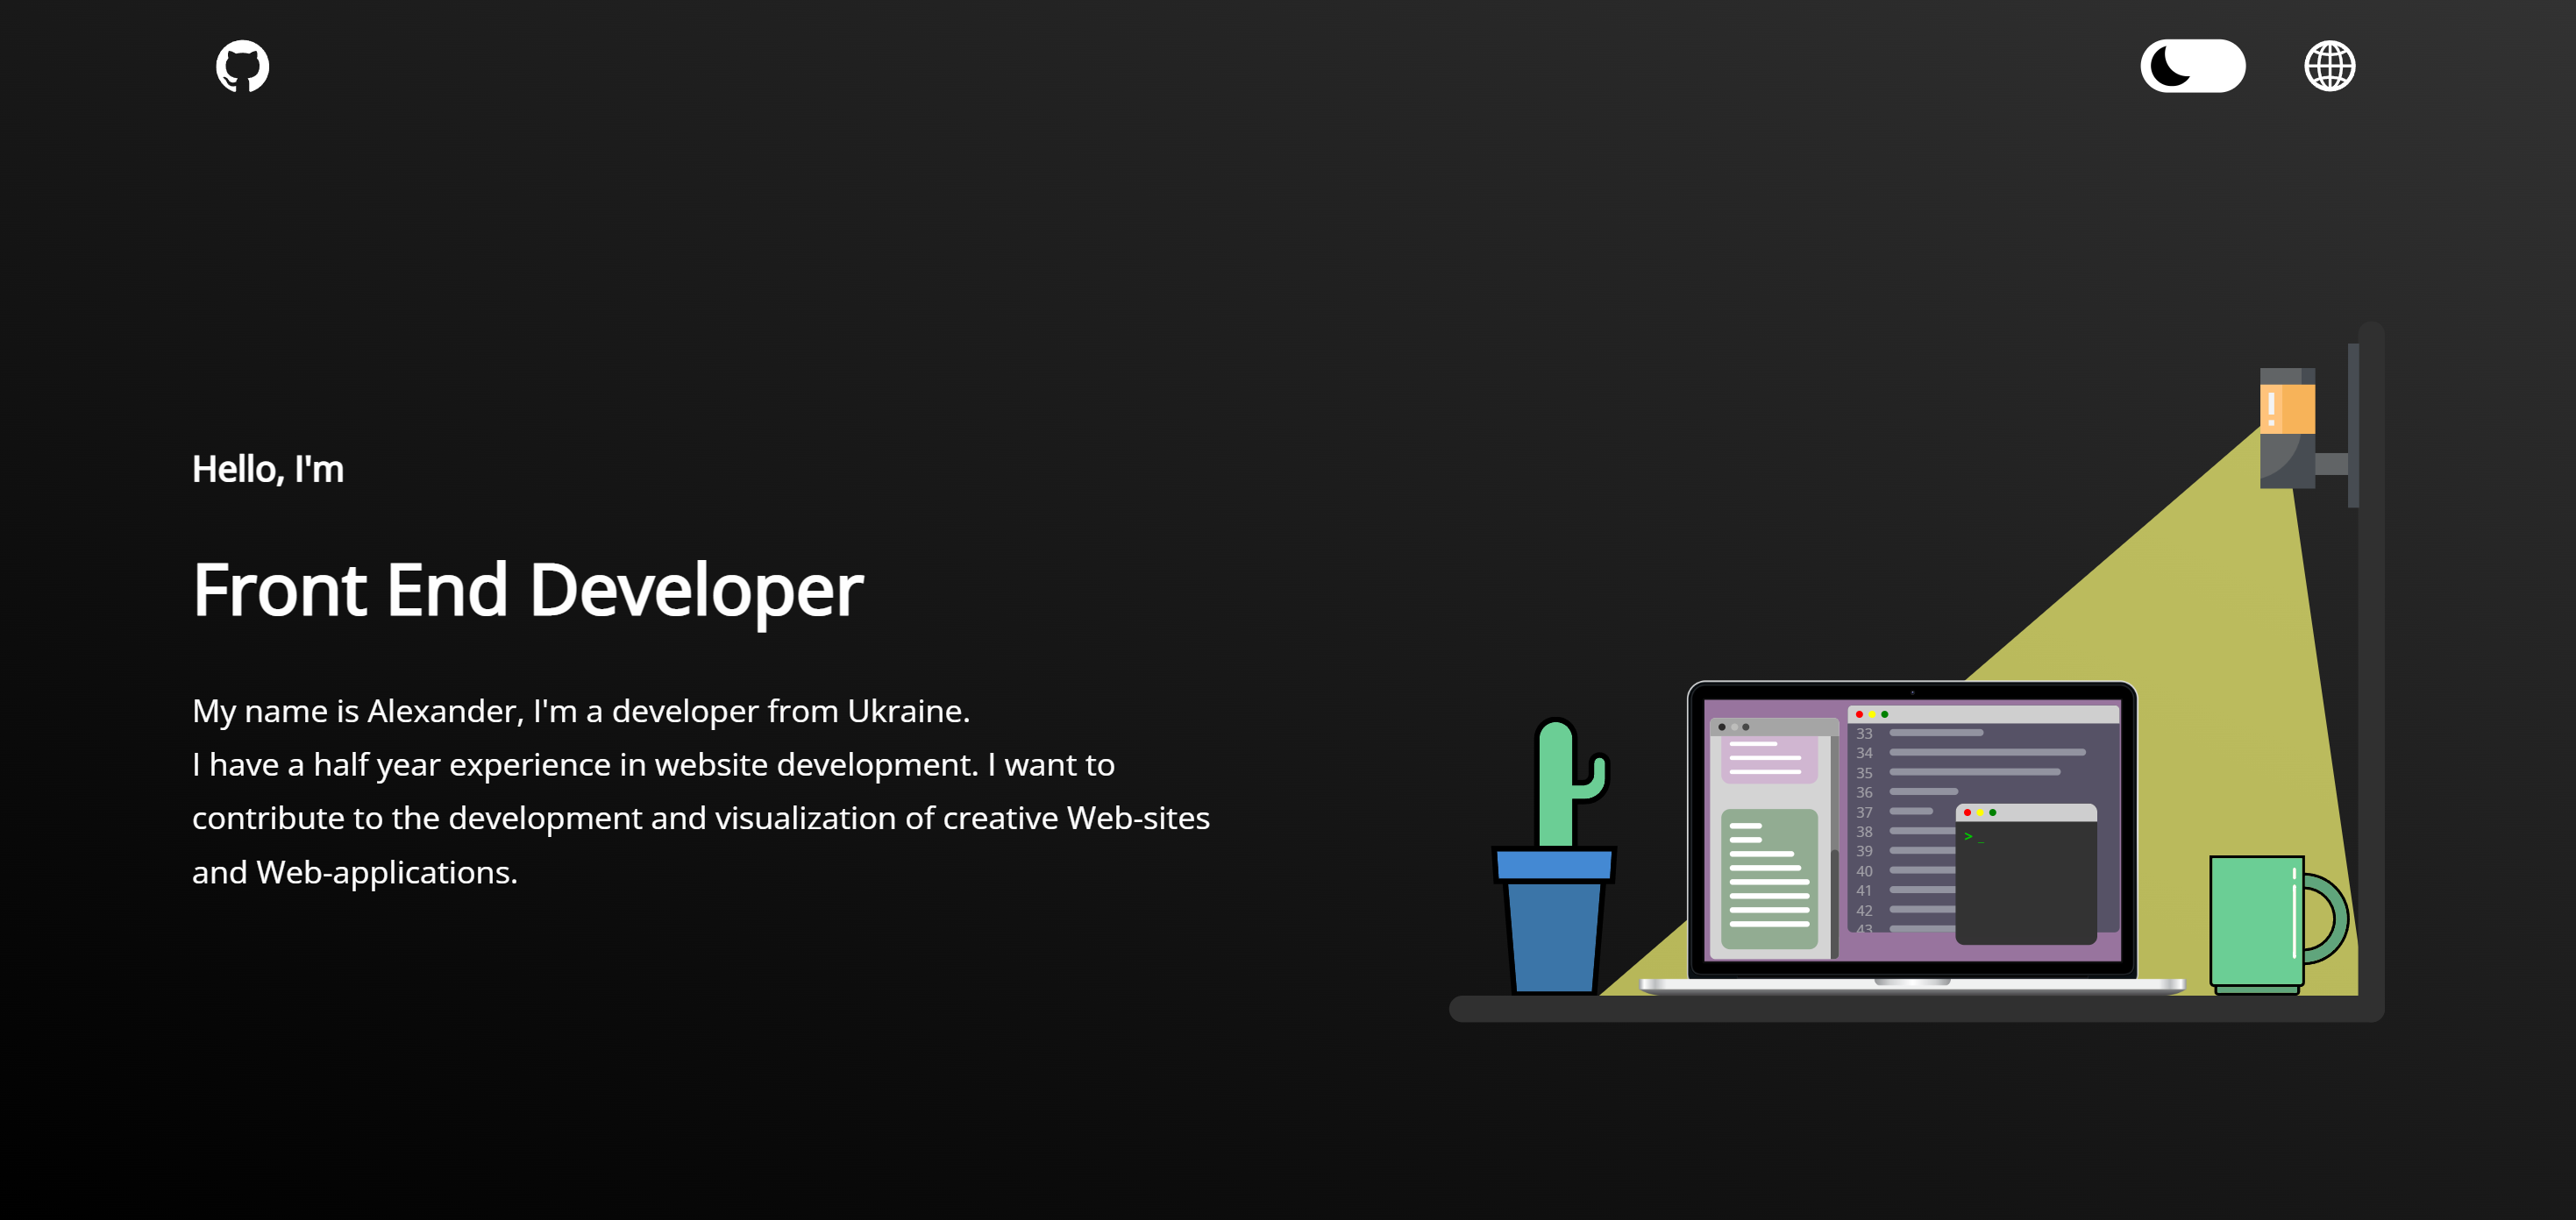 Hello, I'm
Front End Developer
My name is Alexander, I'm a developer from Ukraine.
I have a half year experience in website development. I want to
contribute to the development and visualization of creative Web-sites
and Web-applications.
33
34
35
36
37
38
39
40
41
42
43
> _